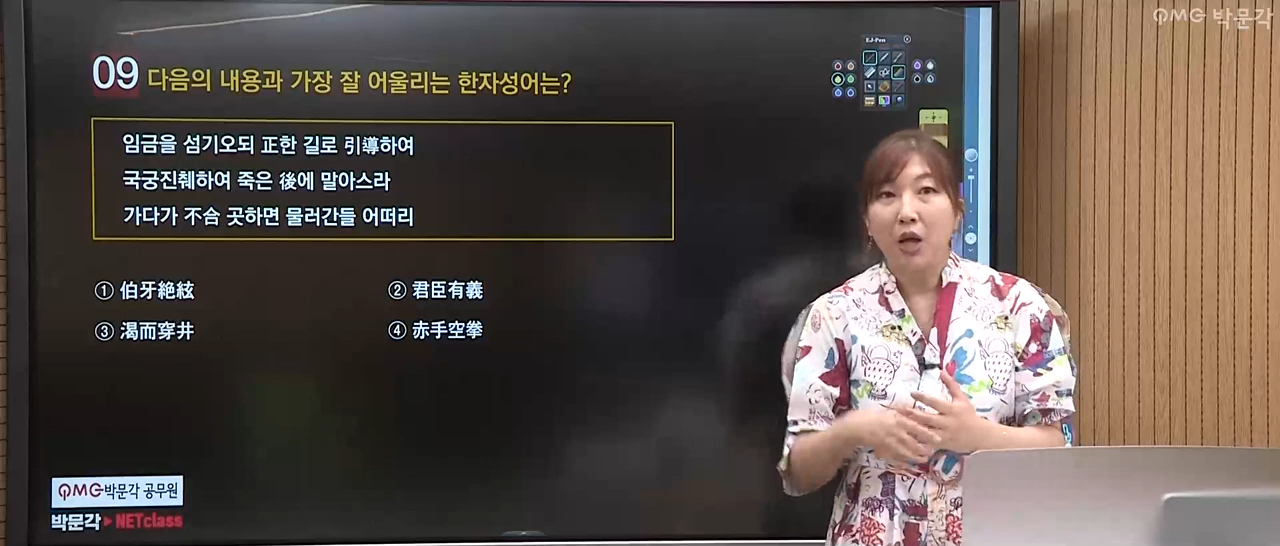 QMG 박문각
EJ-Pen
09 다음의 내용과 가장 잘 어울리는 한자성어는?
임금을 섬기오되 正한 길로 引導하여
국궁진췌하여 죽은 後에 말아스라
가다가 不合 곳하면 물러간들 어떠리
① 伯牙絶絃
② 君臣有義
③ 渴而穿井
④ 赤手空拳
QMG 박문각 공무원
박문각 ▶ NETclass